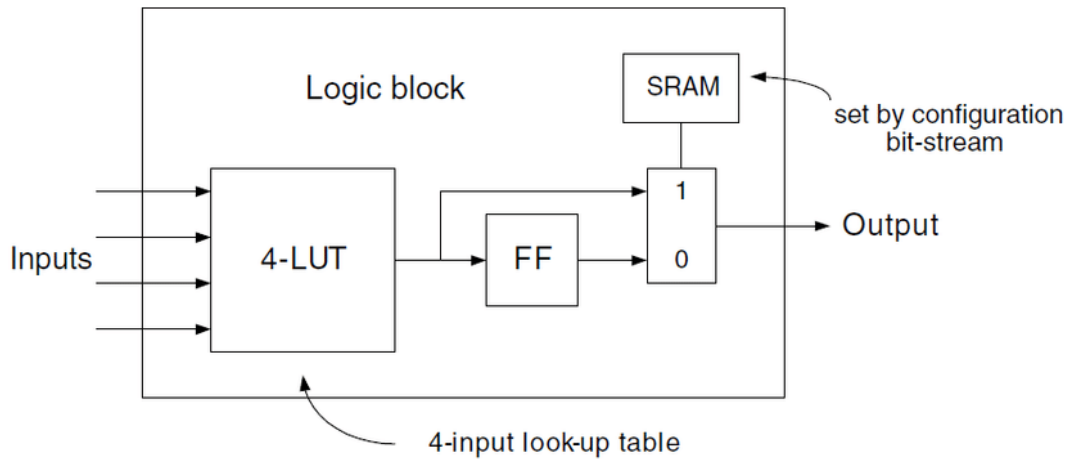 Logic block
SRAM
set by configuration
bit-stream
1
Inputs
4-LUT
FF
0
Output
4-input look-up table